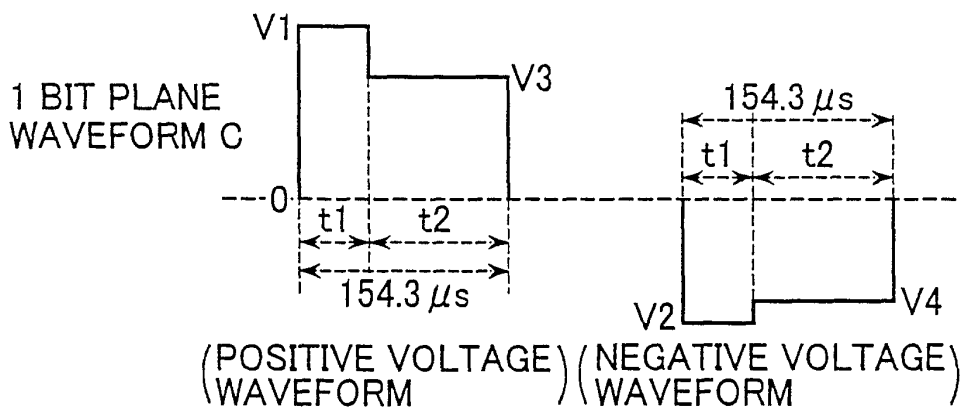 V1
1 BIT PLANE
WAVEFORM C
V3
154.3 μs
t1 t2
0
t1 t2
154.3 μs
V2
V4
(POSITIVE VOLTAGE WAVEFORM)
(NEGATIVE VOLTAGE WAVEFORM)